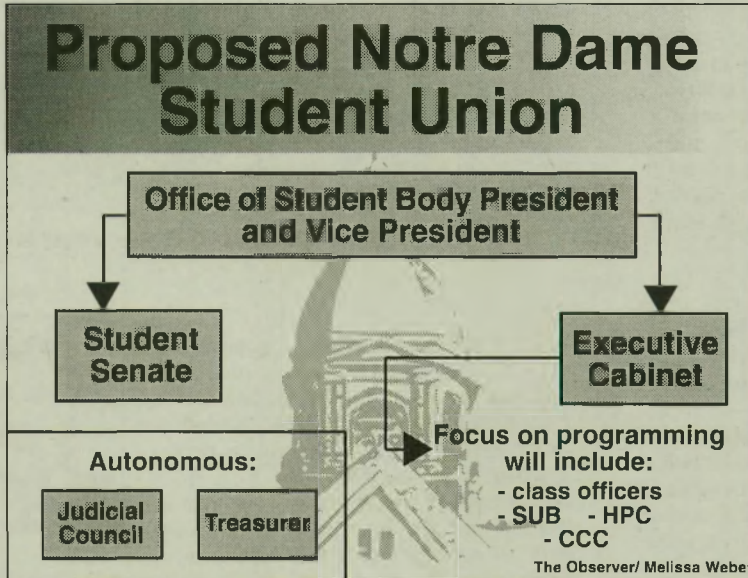 Proposed Notre Dame
Student Union
Office of Student Body President
and Vice President
Student
Senate
Executive
Cabinet
Autonomous:
Judicial
Council
Treasurer
Focus on programming
will include:
- class officers
- SUB - HPC
- CCC
The Observer/ Melissa Weber